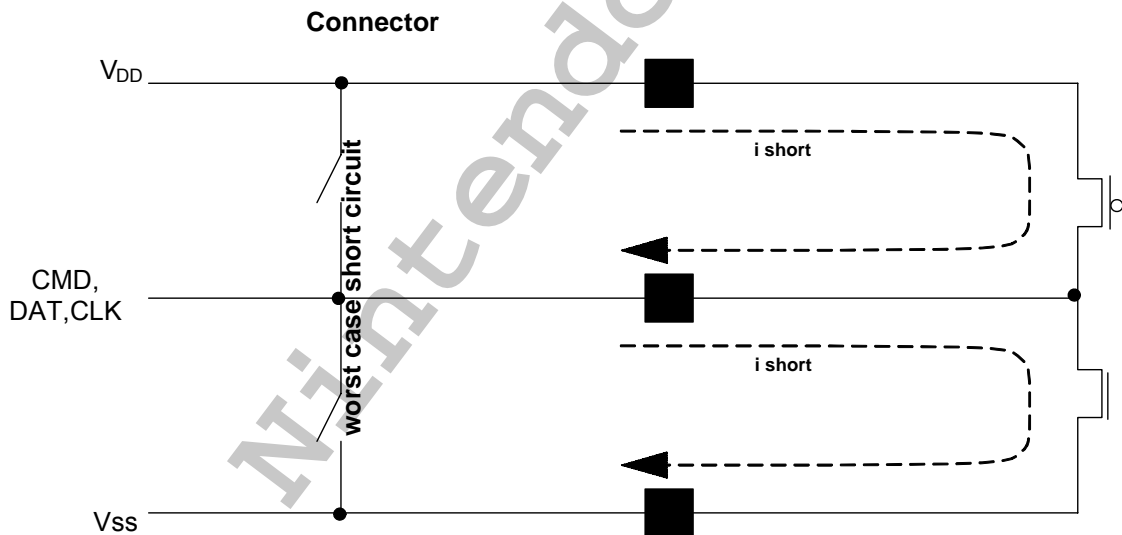 Connector
VDD
i short
worst case short circuit
CMD,
DAT,CLK
i short
Vss
Nintendo